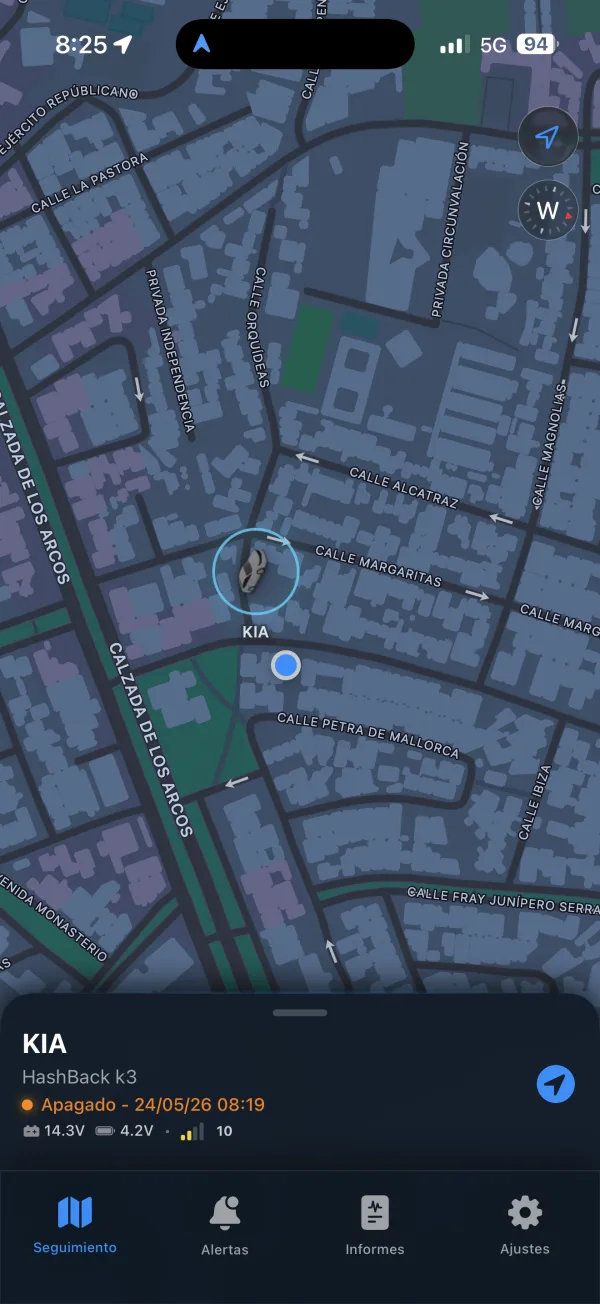 8:25
5G
94
CALL
EJÉRCITO REPÚBLICANO
CALLE LA PASTORA
W
PRIVADA CIRCUNVALACIÓN
CALLE ORQUÍDEAS
PRIVADA INDEPENDENCIA
CALZADA DE LOS ARCOS
CALLE MAGNOLIAS
CALLE ALCATRAZ
CALLE MARGARITAS
CALLE MARG
KIA
CALZADA DE LOS ARCOS
CALLE PETRA DE MALLORCA
CALLE IBIZA
CALLE FRAY JUNÍPERO SERRA
VENIDA MONASTERIO
KIA
HashBack k3
Apagado - 24/05/26 08:19
14.3V 4.2V · 10
Seguimiento
Alertas
Informes
Ajustes